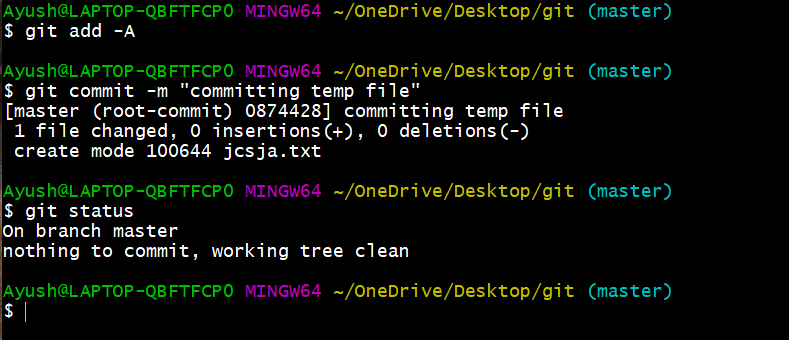 Ayush@LAPTOP-QBFTFCP0 MINGW64 ~/OneDrive/Desktop/git (master)
$ git add -A
Ayush@LAPTOP-QBFTFCP0 MINGW64 ~/OneDrive/Desktop/git (master)
$ git commit -m "committing temp file"
[master (root-commit) 0874428] committing temp file
 1 file changed, 0 insertions(+), 0 deletions(-)
 create mode 100644 jcsja.txt
Ayush@LAPTOP-QBFTFCP0 MINGW64 ~/OneDrive/Desktop/git (master)
$ git status
On branch master
nothing to commit, working tree clean
Ayush@LAPTOP-QBFTFCP0 MINGW64 ~/OneDrive/Desktop/git (master)
$